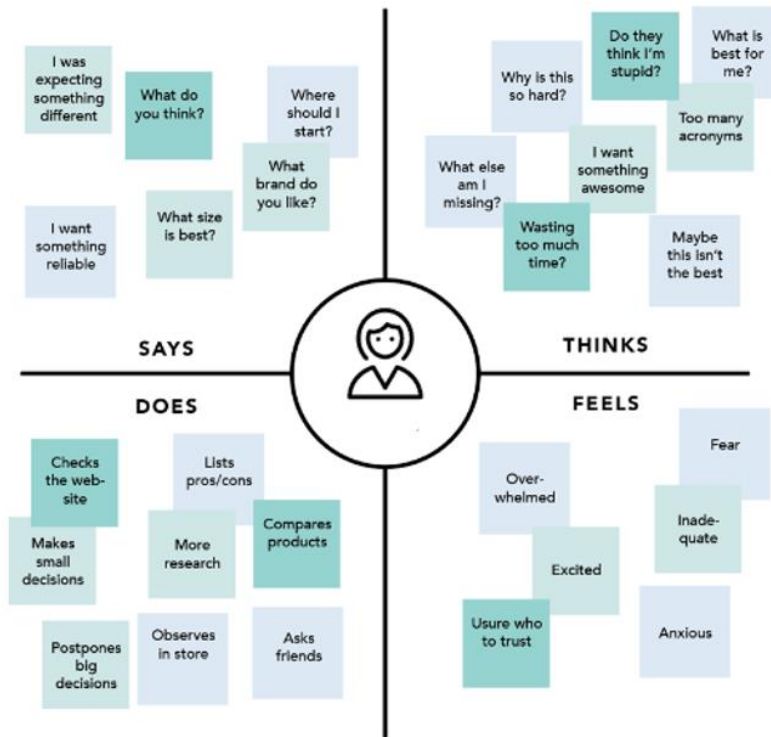 I was
expecting
something
different
What do
you think?
Where
should I
start?
What
brand do
you like?
What size
is best?
I want
something
reliable
SAYS
Do they
think I'm
stupid?
What is
best for
me?
Why is this
so hard?
Too many
acronyms
I want
something
awesome
What else
am I
missing?
Wasting
too much
time?
Maybe
this isn't
the best
THINKS
DOES
Checks
the web-
site
Lists
pros/cons
Compares
products
Makes
small
decisions
More
research
Postpones
big
decisions
Observes
in store
Asks
friends
FEELS
Fear
Over-
whelmed
Inade-
quate
Excited
Usure who
to trust
Anxious